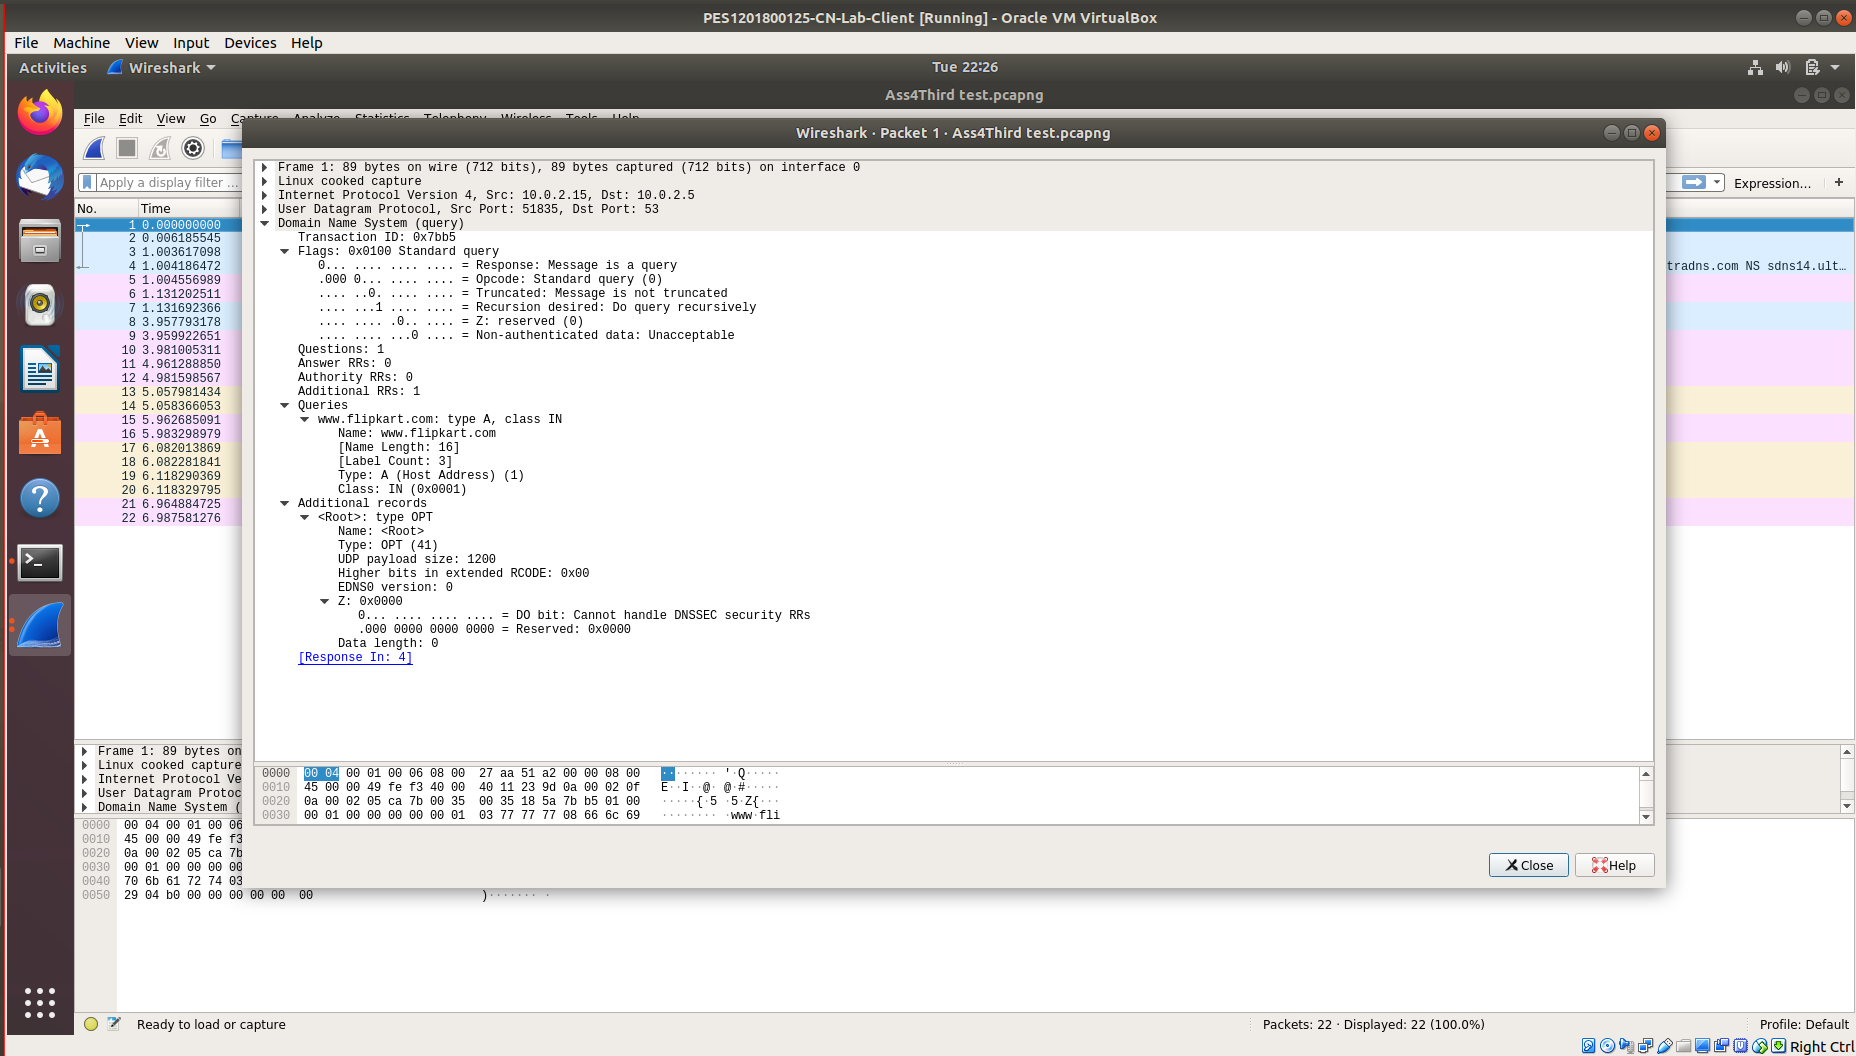 PES1201800125-CN-Lab-Client [Running] - Oracle VM VirtualBox
File Machine View Input Devices Help
Activities Wireshark Tue 22:26
Ass4Third test.pcapng
File Edit View Go
Wireshark · Packet 1 · Ass4Third test.pcapng
Apply a display filter ... Expression... +
No. Time
1 0.000000000
2 0.006185545
3 1.003617098
4 1.004186472 tradns.com NS sdns14.ult...
5 1.004556989
6 1.131202511
7 1.131692366
8 3.957793178
9 3.959922651
10 3.981005311
11 4.961288850
12 4.981598567
13 5.057981434
14 5.058366053
15 5.962685091
16 5.983298979
17 6.082013869
18 6.082281841
19 6.118290369
20 6.118329795
21 6.964884725
22 6.987581276
Frame 1: 89 bytes on wire (712 bits), 89 bytes captured (712 bits) on interface 0
Linux cooked capture
Internet Protocol Version 4, Src: 10.0.2.15, Dst: 10.0.2.5
User Datagram Protocol, Src Port: 51835, Dst Port: 53
Domain Name System (query)
Transaction ID: 0x7bb5
Flags: 0x0100 Standard query
0... .... .... .... = Response: Message is a query
.000 0... .... .... = Opcode: Standard query (0)
.... ..0. .... .... = Truncated: Message is not truncated
.... ...1 .... .... = Recursion desired: Do query recursively
.... .... .0.. .... = Z: reserved (0)
.... .... ...0 .... = Non-authenticated data: Unacceptable
Questions: 1
Answer RRs: 0
Authority RRs: 0
Additional RRs: 1
Queries
www.flipkart.com: type A, class IN
Name: www.flipkart.com
[Name Length: 16]
[Label Count: 3]
Type: A (Host Address) (1)
Class: IN (0x0001)
Additional records
<Root>: type OPT
Name: <Root>
Type: OPT (41)
UDP payload size: 1200
Higher bits in extended RCODE: 0x00
EDNS0 version: 0
Z: 0x0000
0... .... .... .... = DO bit: Cannot handle DNSSEC security RRs
.000 0000 0000 0000 = Reserved: 0x0000
Data length: 0
[Response In: 4]
0000 00 04 00 01 00 06 08 00 27 aa 51 a2 00 00 08 00 ········ '·Q·····
0010 45 00 00 49 fe f3 40 00 40 11 23 9d 0a 00 02 0f E··I··@· @·#·····
0020 0a 00 02 05 ca 7b 00 35 00 35 18 5a 7b b5 01 00 ·····{·5 ·5·Z{···
0030 00 01 00 00 00 00 00 01 03 77 77 77 08 66 6c 69 ········ ·www·fli
Close Help
Frame 1: 89 bytes on
Linux cooked capture
Internet Protocol Ve
User Datagram Protoc
Domain Name System (
0000 00 04 00 01 00 06
0010 45 00 00 49 fe f3
0020 0a 00 02 05 ca 7b
0030 00 01 00 00 00 00
0040 70 6b 61 72 74 03
0050 29 04 b0 00 00 00 00 00 00 )······· ·
Ready to load or capture Packets: 22 · Displayed: 22 (100.0%) Profile: Default
Right Ctrl